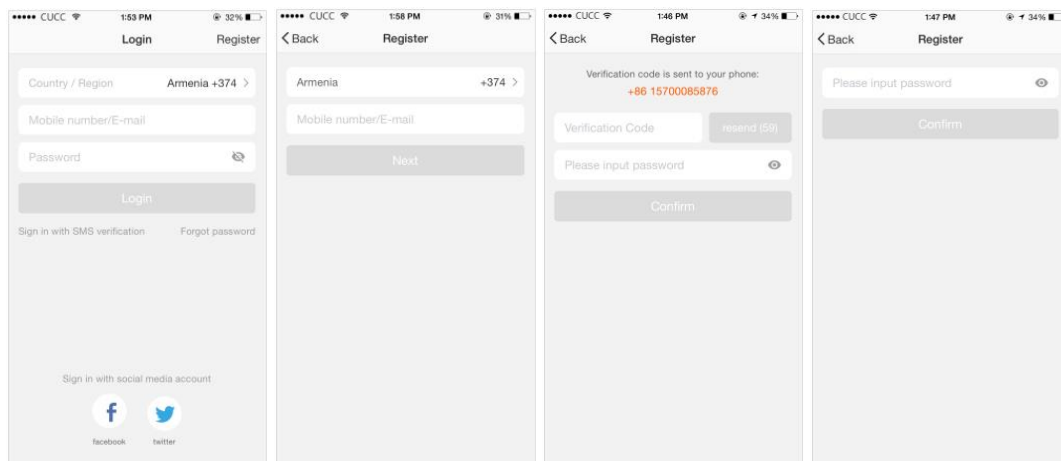 CUCC 1:53 PM 32%
Login Register
Country / Region Armenia +374 >
Mobile number/E-mail
Password
Login
Sign in with SMS verification Forgot password
Sign in with social media account
f
facebook twitter
CUCC 1:58 PM 31%
< Back Register
Armenia +374 >
Mobile number/E-mail
Next
CUCC 1:46 PM 34%
< Back Register
Verification code is sent to your phone:
+86 15700085876
Verification Code resend (59)
Please input password
Confirm
CUCC 1:47 PM 34%
< Back Register
Please input password
Confirm